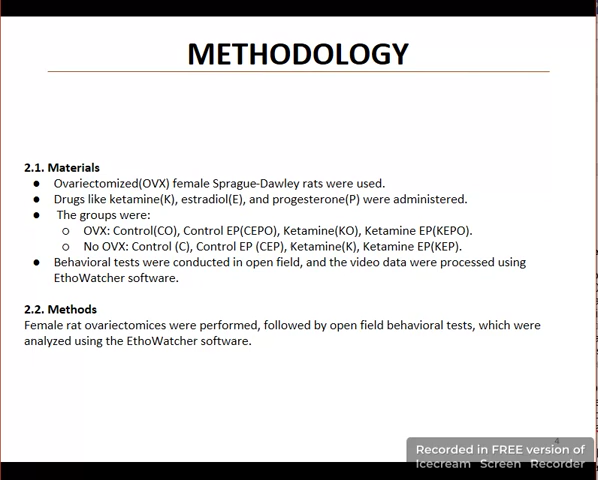 METHODOLOGY
2.1. Materials
● Ovariectomized(OVX) female Sprague-Dawley rats were used.
● Drugs like ketamine(K), estradiol(E), and progesterone(P) were administered.
● The groups were:
○ OVX: Control(CO), Control EP(CEPO), Ketamine(KO), Ketamine EP(KEPO).
○ No OVX: Control (C), Control EP (CEP), Ketamine(K), Ketamine EP(KEP).
● Behavioral tests were conducted in open field, and the video data were processed using
EthoWatcher software.
2.2. Methods
Female rat ovariectomices were performed, followed by open field behavioral tests, which were
analyzed using the EthoWatcher software.
4
Recorded in FREE version of
Icecream Screen Recorder